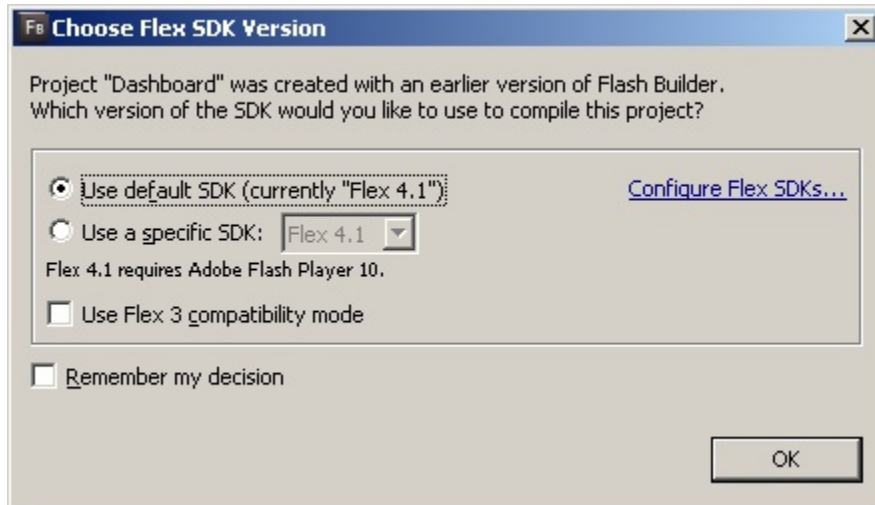 FB Choose Flex SDK Version
Project "Dashboard" was created with an earlier version of Flash Builder.
Which version of the SDK would you like to use to compile this project?
Use default SDK (currently "Flex 4.1") Configure Flex SDKs...
Use a specific SDK: Flex 4.1
Flex 4.1 requires Adobe Flash Player 10.
Use Flex 3 compatibility mode
Remember my decision
OK